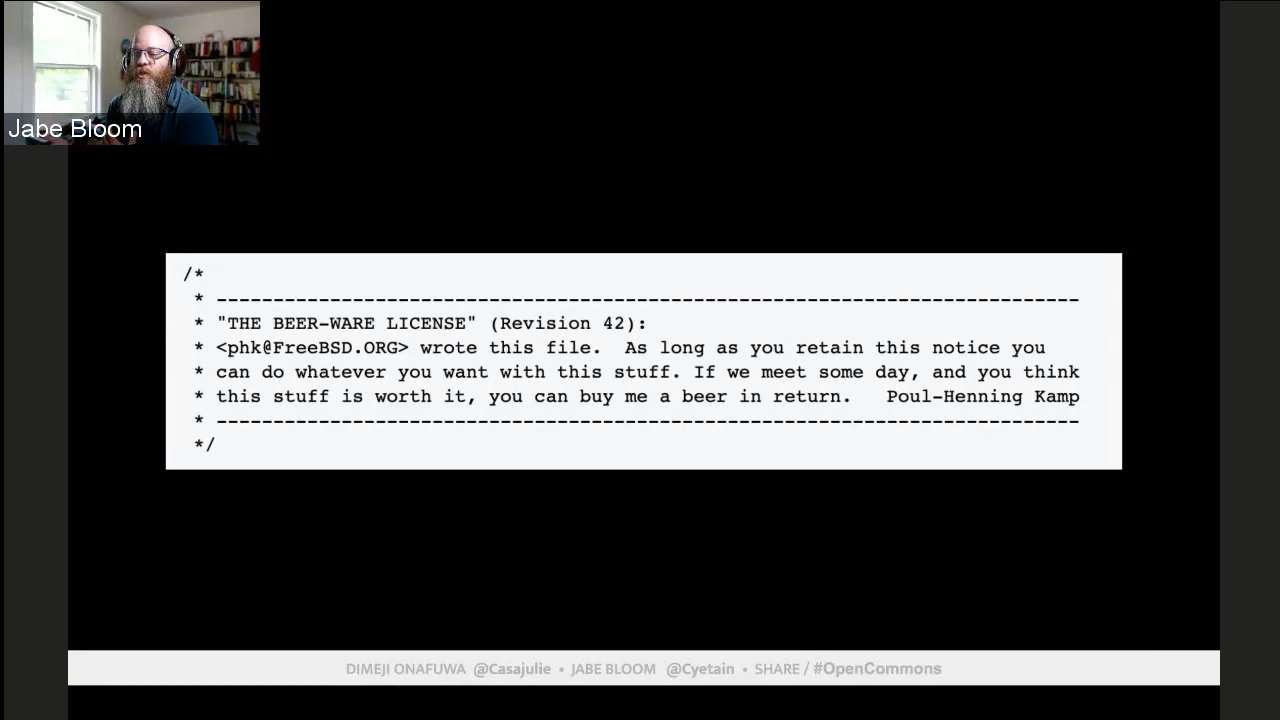 Jabe Bloom
/*
* ----------------------------------------------------------------------------
* "THE BEER-WARE LICENSE" (Revision 42):
* <phk@FreeBSD.ORG> wrote this file.  As long as you retain this notice you
* can do whatever you want with this stuff. If we meet some day, and you think
* this stuff is worth it, you can buy me a beer in return.   Poul-Henning Kamp
* ----------------------------------------------------------------------------
*/
DIMEJI ONAFUWA @Casajulie • JABE BLOOM @Cyetain • SHARE / #OpenCommons